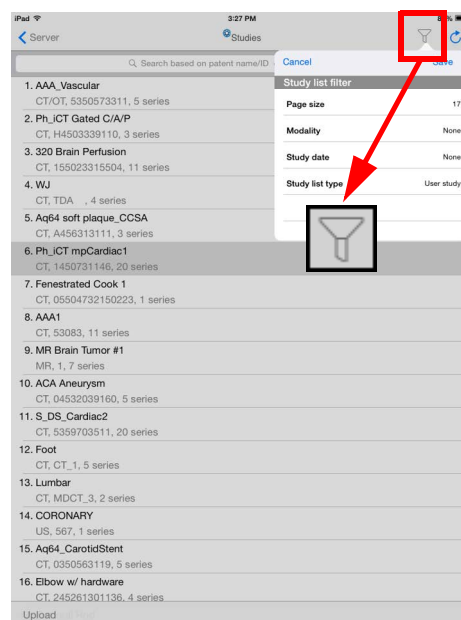 iPad 3:27 PM
Server Studies
Search based on patent name/ID
Cancel
Study list filter
Page size 17
Modality None
Study date None
Study list type User study
1. AAA_Vascular
CT/OT, 5350573311, 5 series
2. Ph_iCT Gated C/A/P
CT, H4503339110, 3 series
3. 320 Brain Perfusion
CT, 155023315504, 11 series
4. WJ
CT, TDA , 4 series
5. Aq64 soft plaque_CCSA
CT, A456313111, 3 series
6. Ph_iCT mpCardiac1
CT, 1450731146, 20 series
7. Fenestrated Cook 1
CT, 05504732150223, 1 series
8. AAA1
CT, 53083, 11 series
9. MR Brain Tumor #1
MR, 1, 7 series
10. ACA Aneurysm
CT, 04532039160, 5 series
11. S_DS_Cardiac2
CT, 5359703511, 20 series
12. Foot
CT, CT_1, 5 series
13. Lumbar
CT, MDCT_3, 2 series
14. CORONARY
US, 567, 1 series
15. Aq64_CarotidStent
CT, 0350563119, 5 series
16. Elbow w/ hardware
CT, 245261301136, 4 series
Upload